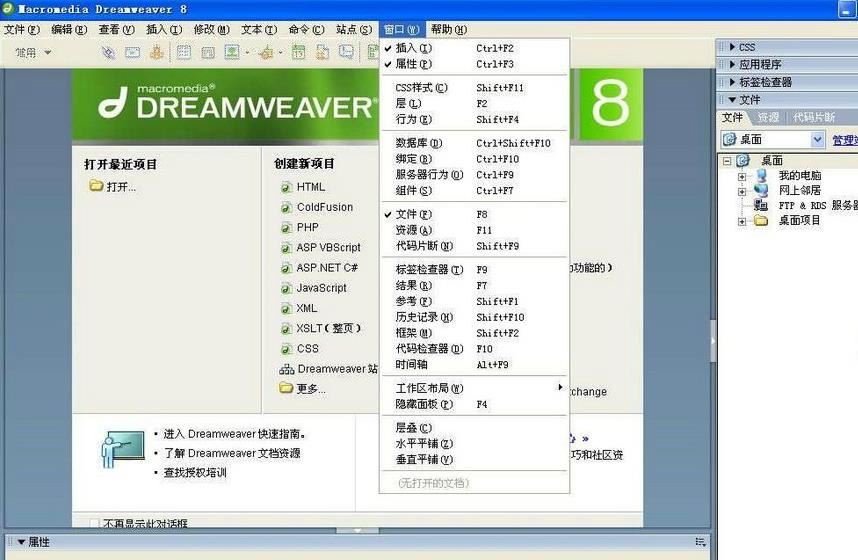 Macromedia Dreamweaver 8
文件(F) 编辑(E) 查看(V) 插入(I) 修改(M) 文本(T) 命令(C) 站点(S) 窗口(W) 帮助(H)
常用
macromedia®
DREAMWEAVER® 8
打开最近项目
打开...
创建新项目
HTML
ColdFusion
PHP
ASP VBScript
ASP.NET C#
JavaScript
XML
XSLT(整页)
CSS
Dreamweaver 站
更多...
插入(I) Ctrl+F2
属性(P) Ctrl+F3
CSS样式(C) Shift+F11
层(L) F2
行为(E) Shift+F4
数据库(D) Ctrl+Shift+F10
绑定(B) Ctrl+F10
服务器行为(O) Ctrl+F9
组件(S) Ctrl+F7
文件(F) F8
资源(A) F11
代码片断(N) Shift+F9
标签检查器(T) F9
结果(R) F7
参考(F) Shift+F1
历史记录(H) Shift+F10
框架(M) Shift+F2
代码检查器(D) F10
时间轴 Alt+F9
工作区布局(W)
隐藏面板(P) F4
层叠(C)
水平平铺(Z)
垂直平铺(V)
(无打开的文档)
功能的)
change
»
巧和社区资
进入 Dreamweaver 快速指南。
了解 Dreamweaver 文档资源
查找授权培训
不再显示此对话框
属性
CSS
应用程序
标签检查器
文件
文件 资源 代码片断
桌面 管理
桌面
我的电脑
网上邻居
FTP & RDS 服务器
桌面项目